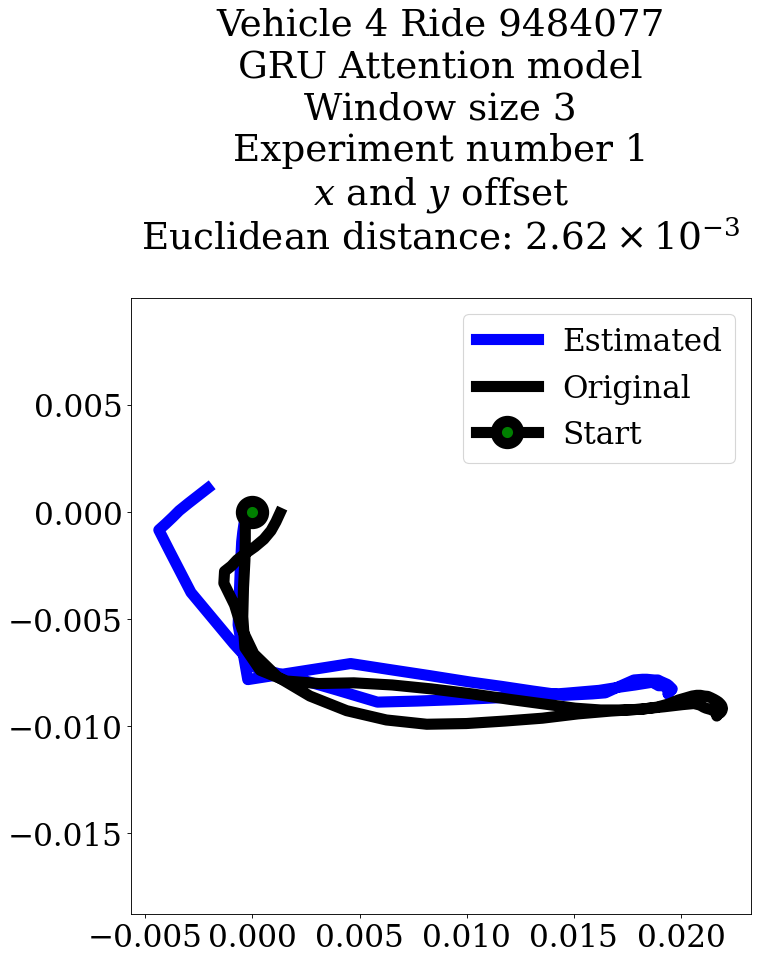 Vehicle 4 Ride 9484077
GRU Attention model
Window size 3
Experiment number 1
x and y offset
Euclidean distance: 2.62 × 10⁻³
Estimated
Original
Start
0.005
0.000
−0.005
−0.010
−0.015
−0.005 0.000 0.005 0.010 0.015 0.020